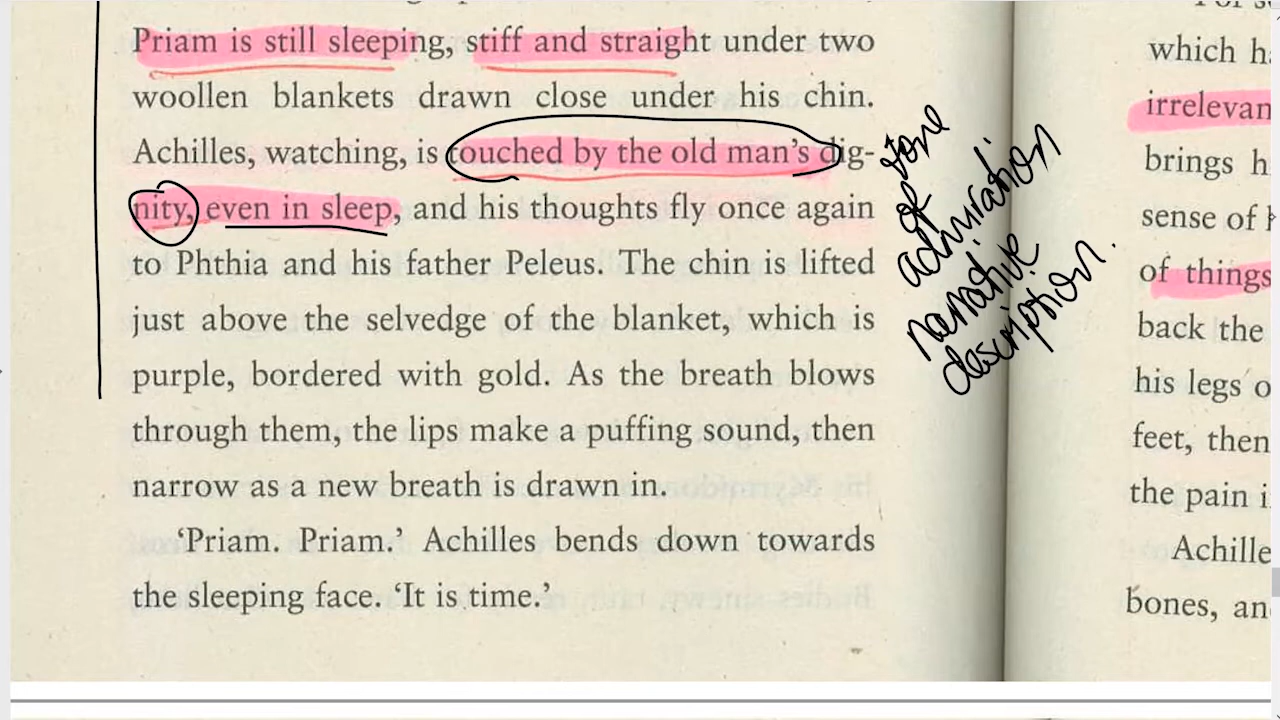 Priam is still sleeping, stiff and straight under two
woollen blankets drawn close under his chin.
Achilles, watching, is touched by the old man's dig-
nity, even in sleep, and his thoughts fly once again
to Phthia and his father Peleus. The chin is lifted
just above the selvedge of the blanket, which is
purple, bordered with gold. As the breath blows
through them, the lips make a puffing sound, then
narrow as a new breath is drawn in.
'Priam. Priam.' Achilles bends down towards
the sleeping face. 'It is time.'
tone
of
admiration
narrative
description.
which
irrelevan
brings
sense of
of things
back the
his legs
feet, then
the pain
Achille
bones,